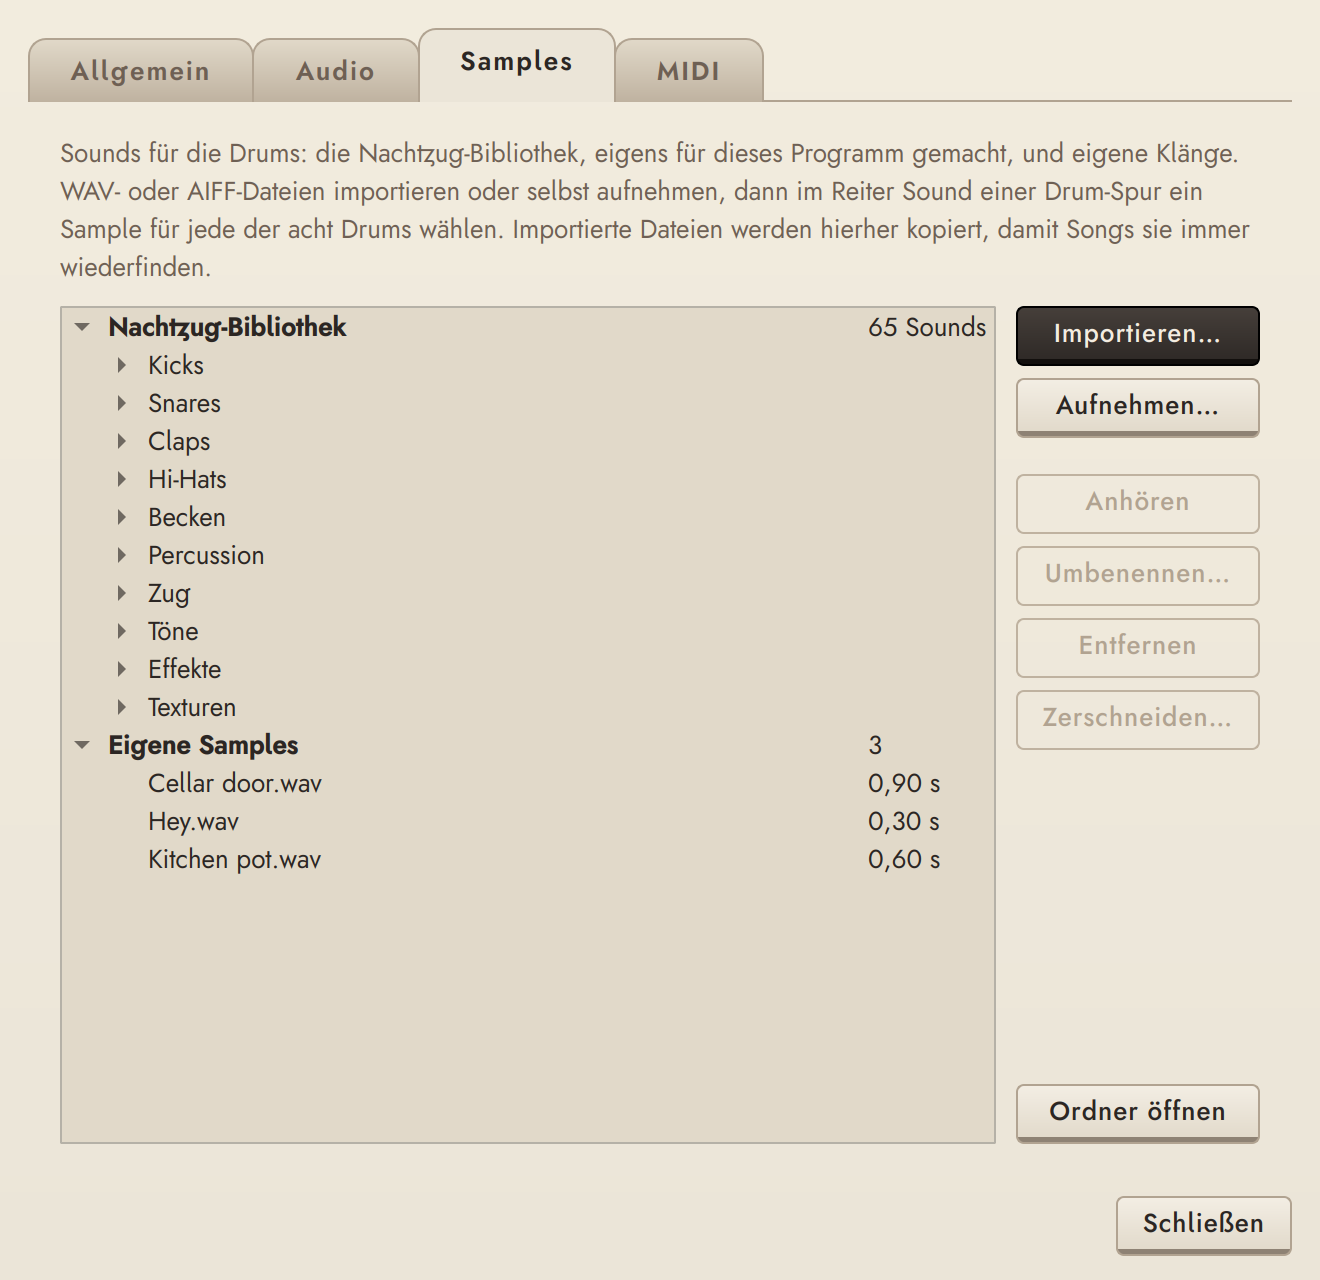 Allgemein
Audio
Samples
MIDI
Sounds für die Drums: die Nachtzug-Bibliothek, eigens für dieses Programm gemacht, und eigene Klänge.
WAV- oder AIFF-Dateien importieren oder selbst aufnehmen, dann im Reiter Sound einer Drum-Spur ein
Sample für jede der acht Drums wählen. Importierte Dateien werden hierher kopiert, damit Songs sie immer
wiederfinden.
Nachtzug-Bibliothek 65 Sounds
Kicks
Snares
Claps
Hi-Hats
Becken
Percussion
Zug
Töne
Effekte
Texturen
Eigene Samples 3
Cellar door.wav 0,90 s
Hey.wav 0,30 s
Kitchen pot.wav 0,60 s
Importieren...
Aufnehmen...
Anhören
Umbenennen...
Entfernen
Zerschneiden...
Ordner öffnen
Schließen